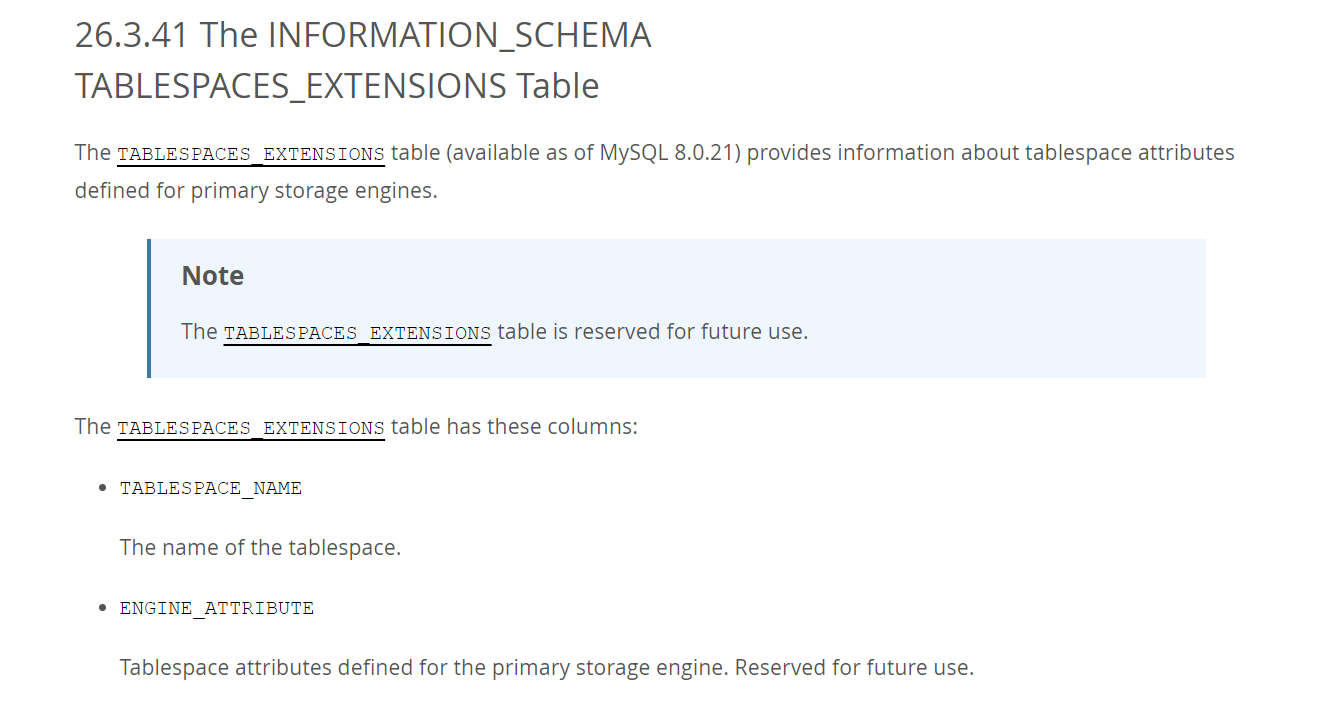 26.3.41 The INFORMATION_SCHEMA
TABLESPACES_EXTENSIONS Table
The TABLESPACES_EXTENSIONS table (available as of MySQL 8.0.21) provides information about tablespace attributes
defined for primary storage engines.
Note
The TABLESPACES_EXTENSIONS table is reserved for future use.
The TABLESPACES_EXTENSIONS table has these columns:
• TABLESPACE_NAME
The name of the tablespace.
• ENGINE_ATTRIBUTE
Tablespace attributes defined for the primary storage engine. Reserved for future use.